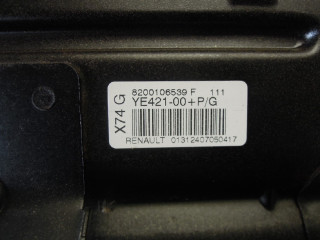 X74 G
8200106539 F 111
YE421-00+P/G
RENAULT 01312407050417